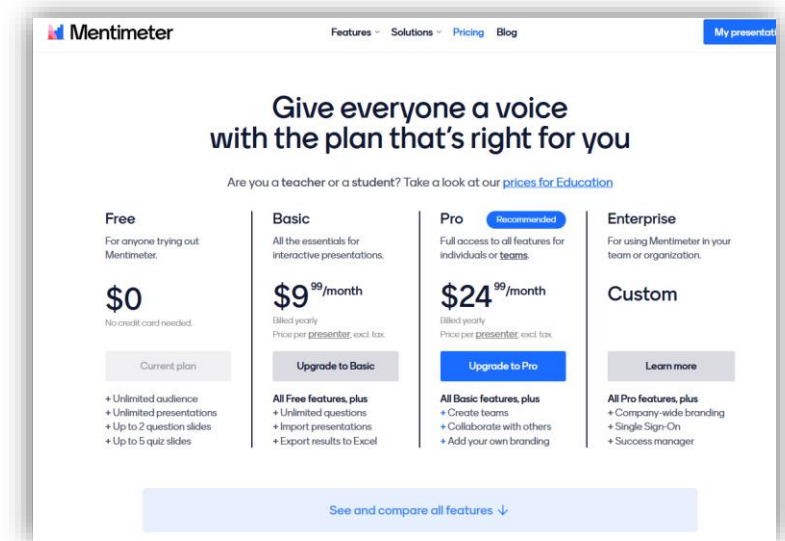 Mentimeter
Features
Solutions
Pricing
Blog
My presentati
Give everyone a voice
with the plan that's right for you
Are you a teacher or a student? Take a look at our prices for Education
Free
For anyone trying out
Mentimeter.
$0
No credit card needed.
Current plan
+ Unlimited audience
+ Unlimited presentations
+ Up to 2 question slides
+ Up to 5 quiz slides
Basic
All the essentials for
interactive presentations.
$9 99/month
Billed yearly
Price per presenter, excl. tax.
Upgrade to Basic
All Free features, plus
+ Unlimited questions
+ Import presentations
+ Export results to Excel
Pro Recommended
Full access to all features for
individuals or teams.
$24 99/month
Billed yearly
Price per presenter, excl. tax.
Upgrade to Pro
All Basic features, plus
+ Create teams
+ Collaborate with others
+ Add your own branding
Enterprise
For using Mentimeter in your
team or organization.
Custom
Learn more
All Pro features, plus
+ Company-wide branding
+ Single Sign-On
+ Success manager
See and compare all features ↓